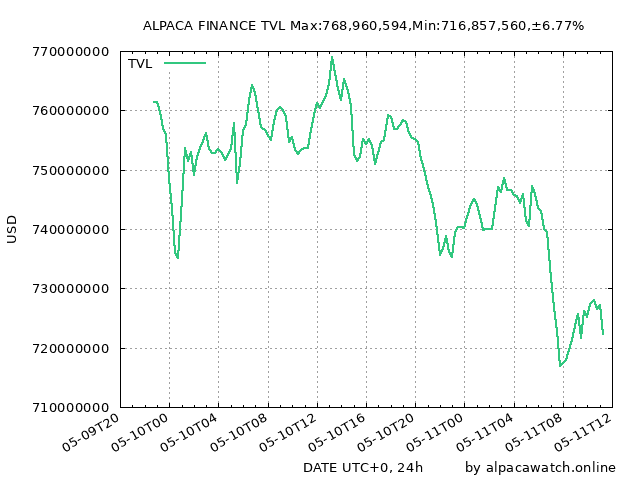 ALPACA FINANCE TVL Max:768,960,594,Min:716,857,560,±6.77%
770000000
TVL
760000000
750000000
740000000
USD
730000000
720000000
710000000
05-09T20
05-10T00
05-10T04
05-10T08
05-10T12
05-10T16
05-10T20
05-11T00
05-11T04
05-11T08
05-11T12
DATE UTC+0, 24h
by alpacawatch.online